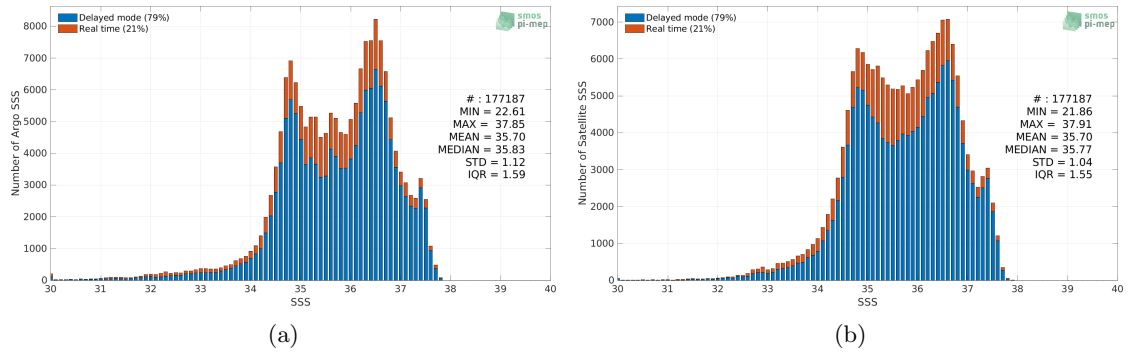 Delayed mode (79%)
Real time (21%)
smos
pi-mep
Number of Argo SSS
8000
7000
6000
5000
4000
3000
2000
1000
0
# : 177187
MIN = 22.61
MAX = 37.85
MEAN = 35.70
MEDIAN = 35.83
STD = 1.12
IQR = 1.59
30 31 32 33 34 35 36 37 38 39 40
SSS
(a)
Delayed mode (79%)
Real time (21%)
smos
pi-mep
Number of Satellite SSS
7000
6000
5000
4000
3000
2000
1000
0
# : 177187
MIN = 21.86
MAX = 37.91
MEAN = 35.70
MEDIAN = 35.77
STD = 1.04
IQR = 1.55
30 31 32 33 34 35 36 37 38 39 40
SSS
(b)